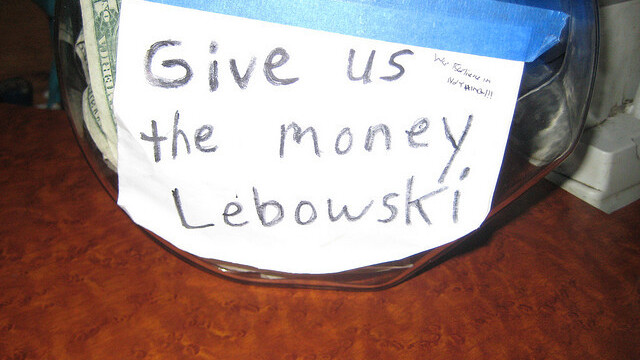 Give us
the money
Lebowski